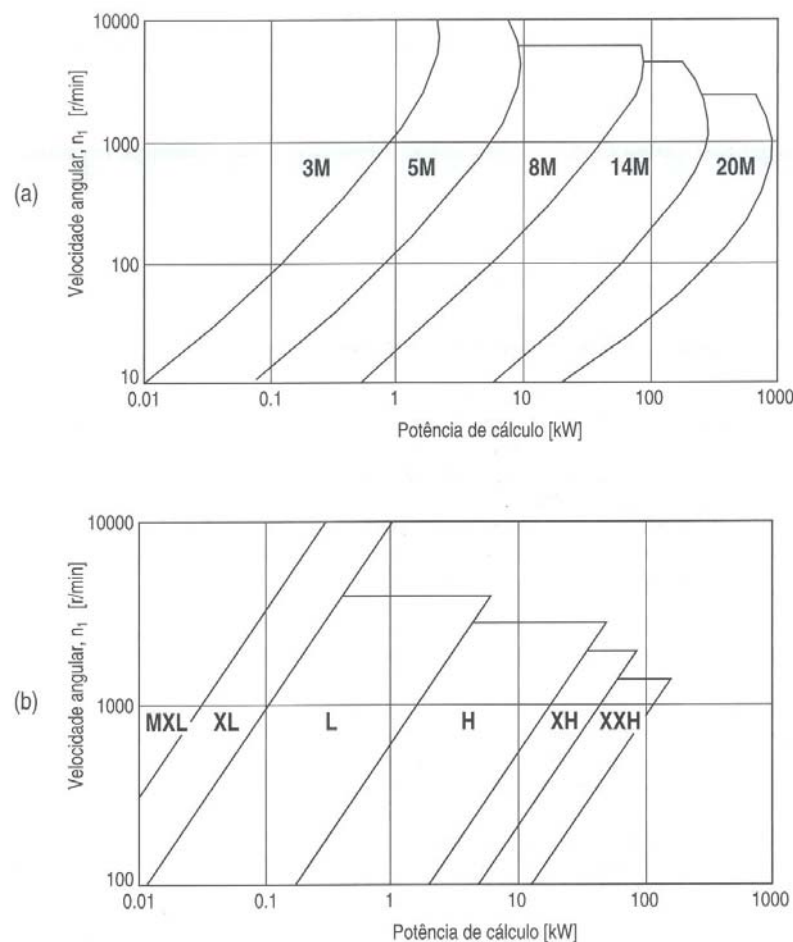 (a)
Velocidade angular, n₁ [r/min]
10000
1000
100
10
3M 5M 8M 14M 20M
0.01 0.1 1 10 100 1000
Potência de cálculo [kW]
(b)
Velocidade angular, n₁ [r/min]
10000
1000
100
MXL XL L H XH XXH
0.01 0.1 1 10 100 1000
Potência de cálculo [kW]